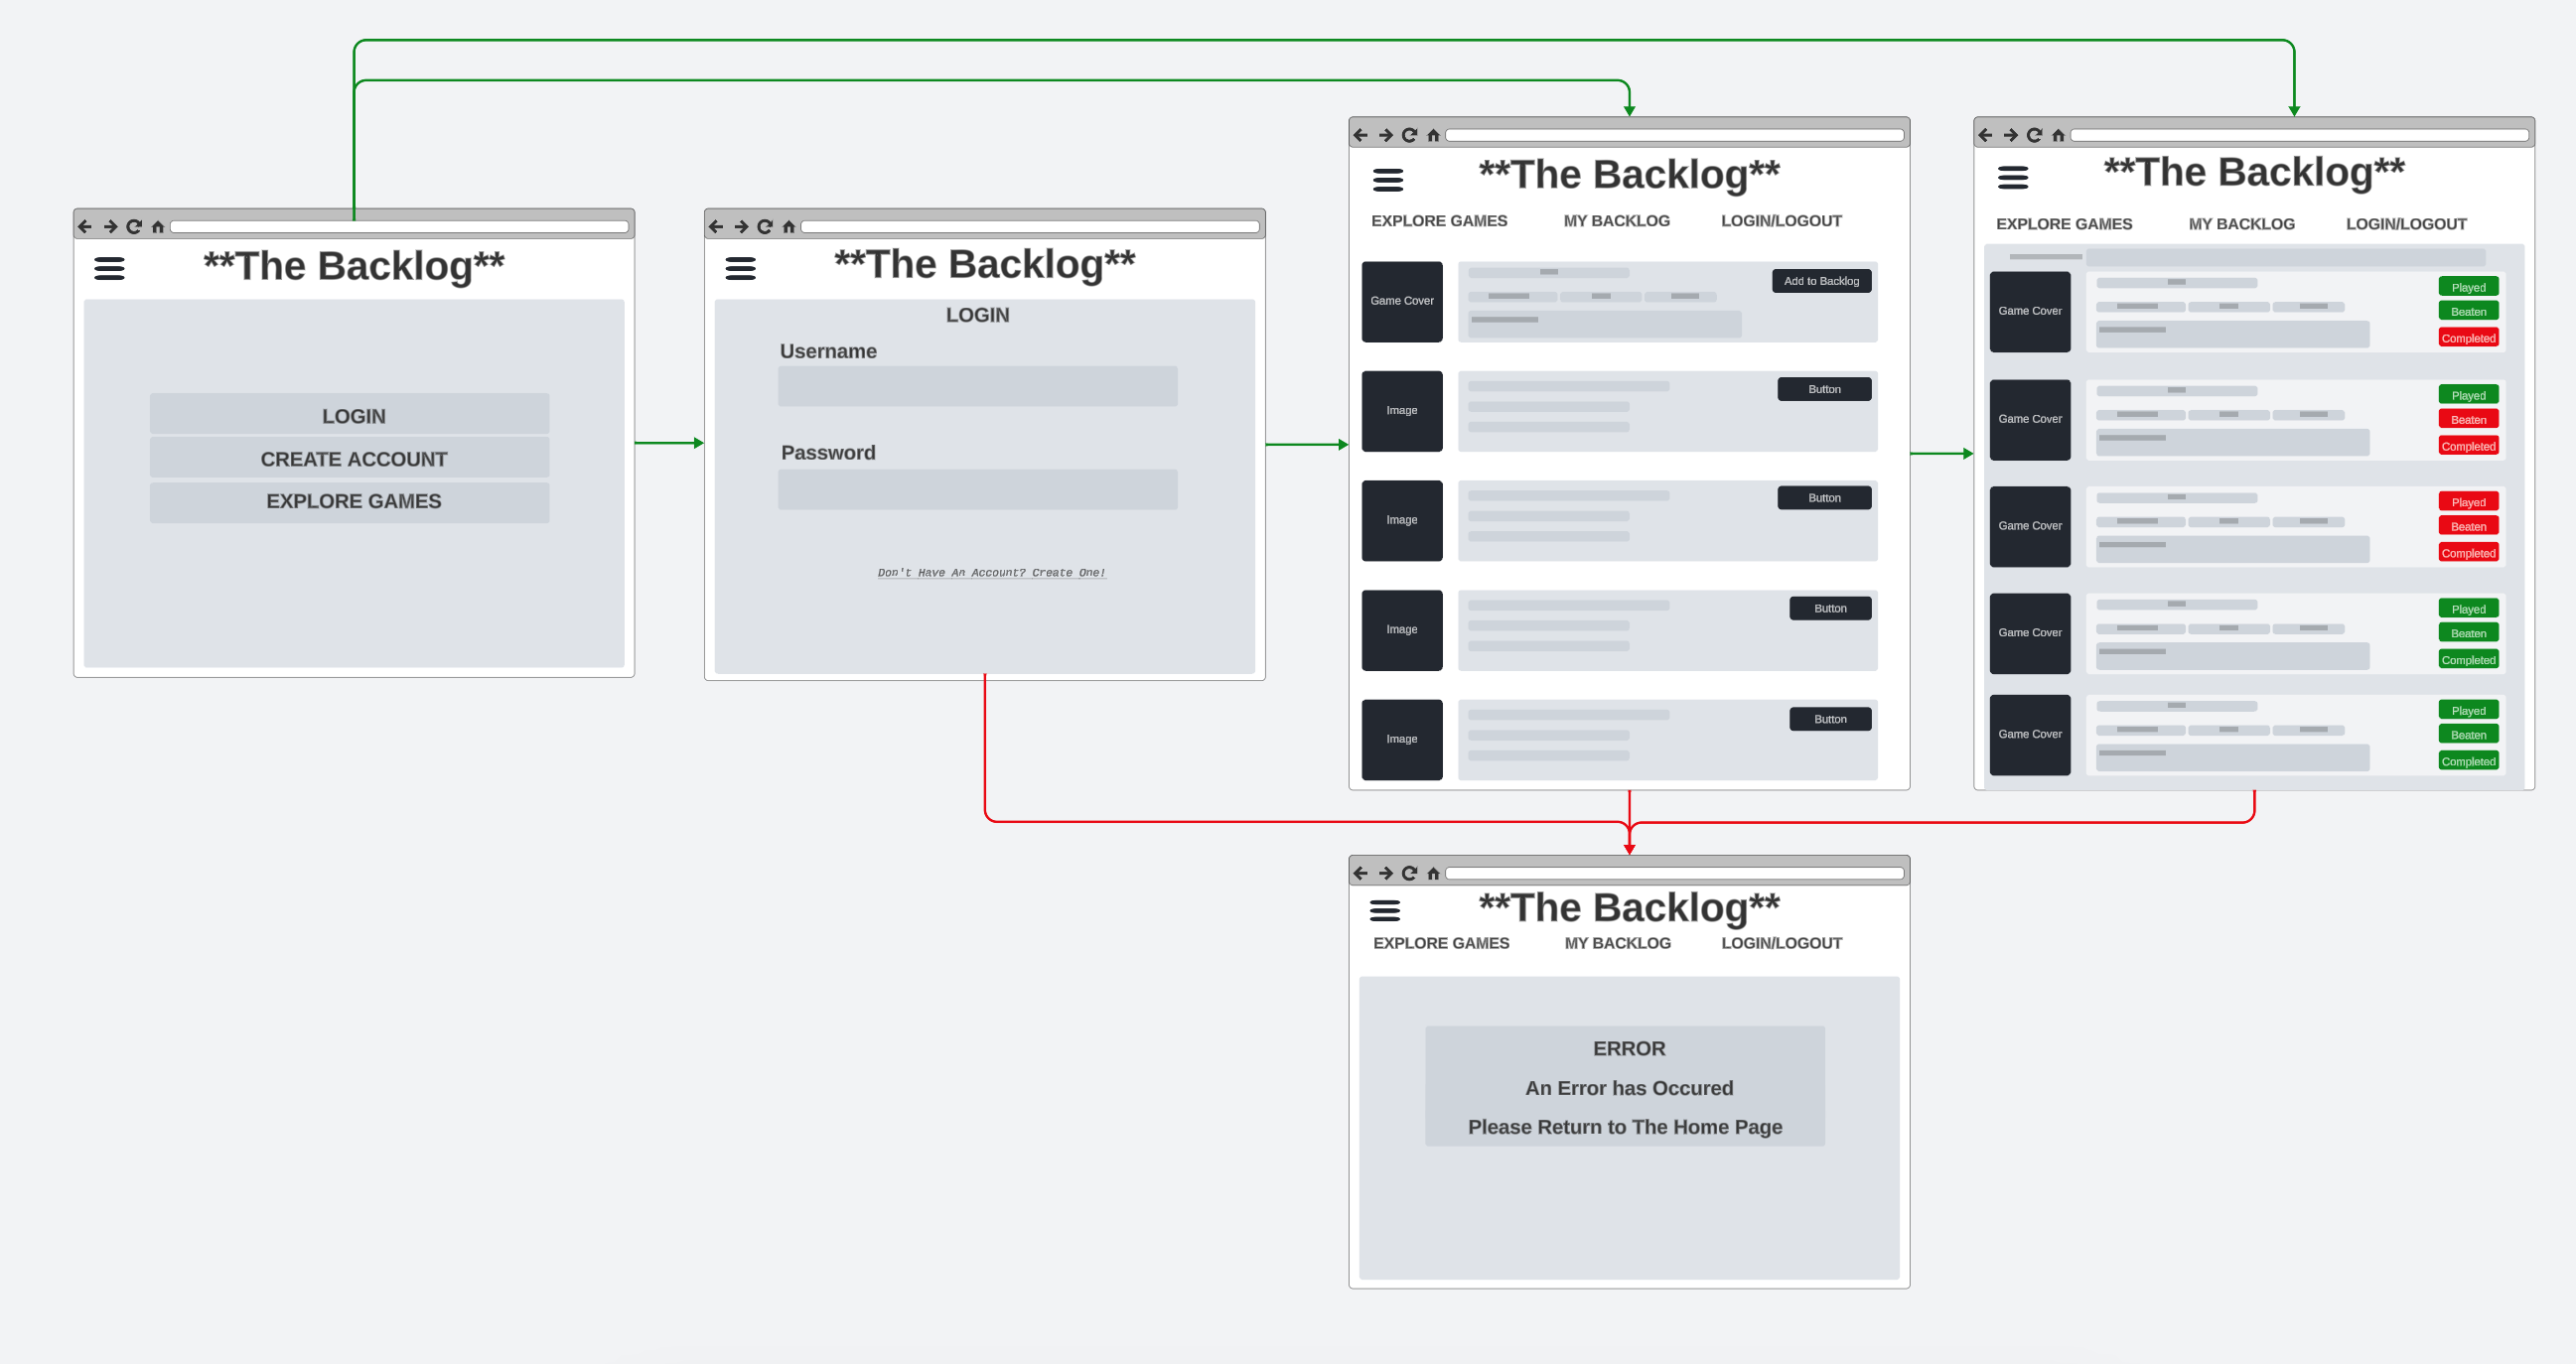 **The Backlog**
LOGIN
CREATE ACCOUNT
EXPLORE GAMES
**The Backlog**
LOGIN
Username
Password
Don't Have An Account? Create One!
**The Backlog**
EXPLORE GAMES MY BACKLOG LOGIN/LOGOUT
Game Cover
Add to Backlog
Image
Button
Image
Button
Image
Button
Image
Button
**The Backlog**
EXPLORE GAMES MY BACKLOG LOGIN/LOGOUT
Game Cover
Played
Beaten
Completed
Game Cover
Played
Beaten
Completed
Game Cover
Played
Beaten
Completed
Game Cover
Played
Beaten
Completed
Game Cover
Played
Beaten
Completed
**The Backlog**
EXPLORE GAMES MY BACKLOG LOGIN/LOGOUT
ERROR
An Error has Occured
Please Return to The Home Page